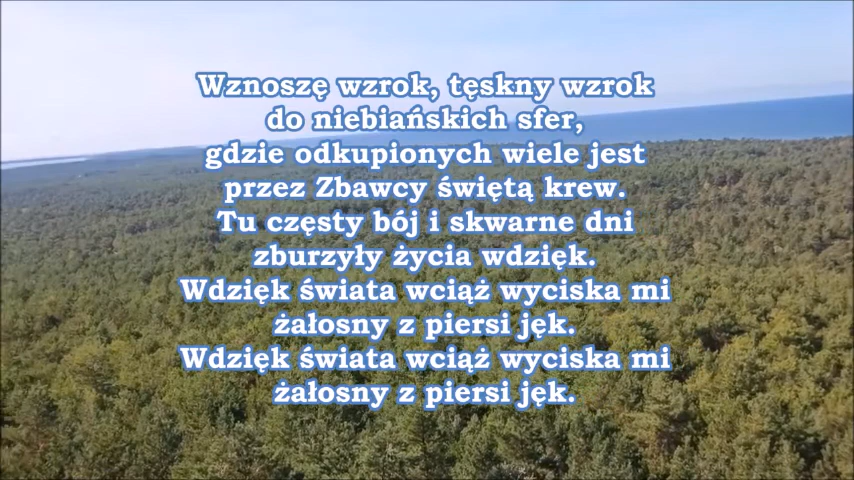 Wznoszę wzrok, tęskny wzrok
do niebiańskich sfer,
gdzie odkupionych wiele jest
przez Zbawcy świętą krew.
Tu częsty bój i skwarne dni
zburzyły życia wdzięk.
Wdzięk świata wciąż wyciska mi
żałosny z piersi jęk.
Wdzięk świata wciąż wyciska mi
żałosny z piersi jęk.